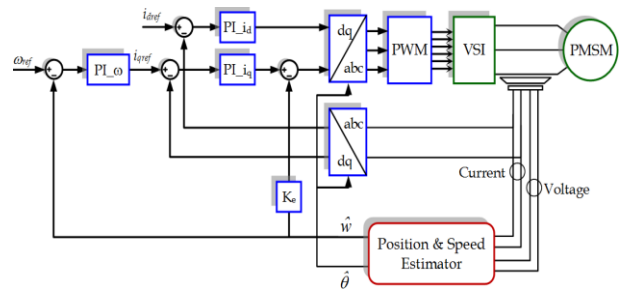 i_dref
PI_i_d
dq
abc
PWM
VSI
PMSM
ω_ref
PI_ω
i_qref
PI_i_q
abc
dq
Current
Voltage
K_e
ŵ
Position & Speed
Estimator
θ̂